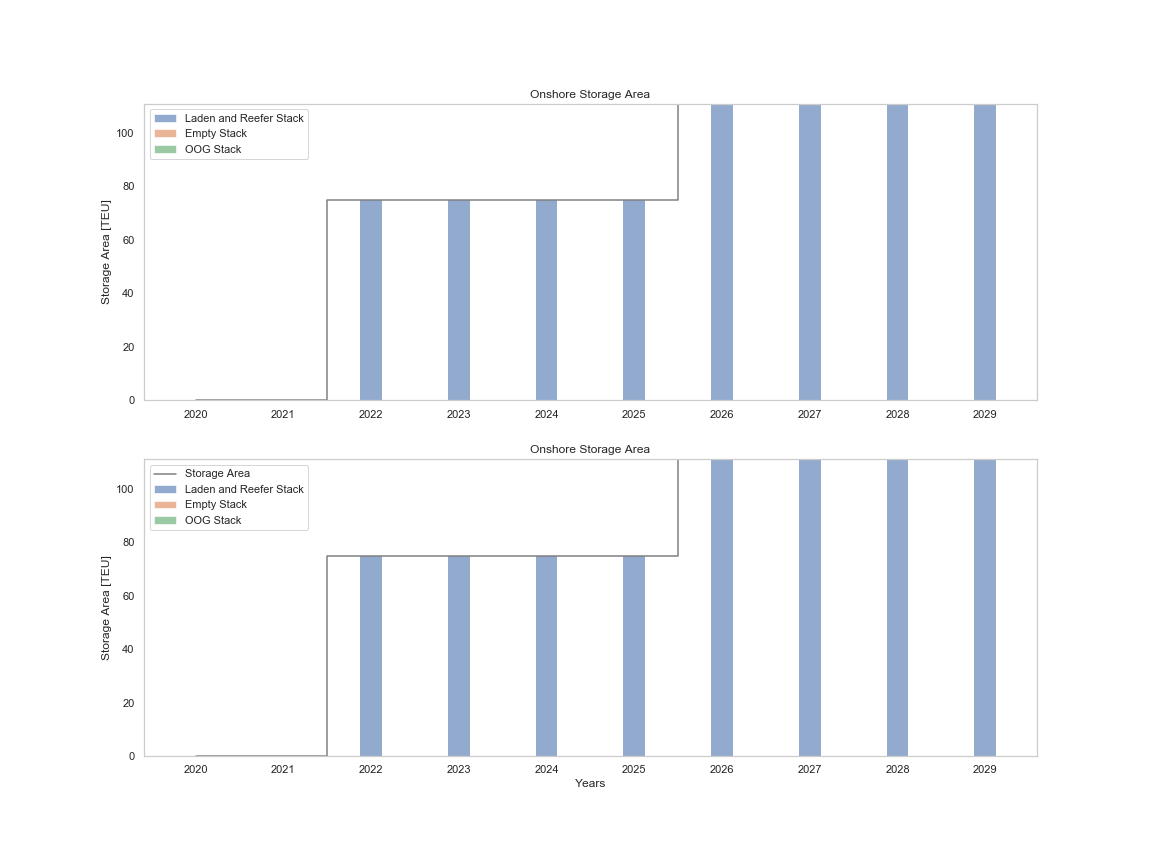 Onshore Storage Area
Laden and Reefer Stack
Empty Stack
OOG Stack
Storage Area [TEU]
100
80
60
40
20
0
2020 2021 2022 2023 2024 2025 2026 2027 2028 2029
Onshore Storage Area
Storage Area
Laden and Reefer Stack
Empty Stack
OOG Stack
Storage Area [TEU]
100
80
60
40
20
0
2020 2021 2022 2023 2024 2025 2026 2027 2028 2029
Years